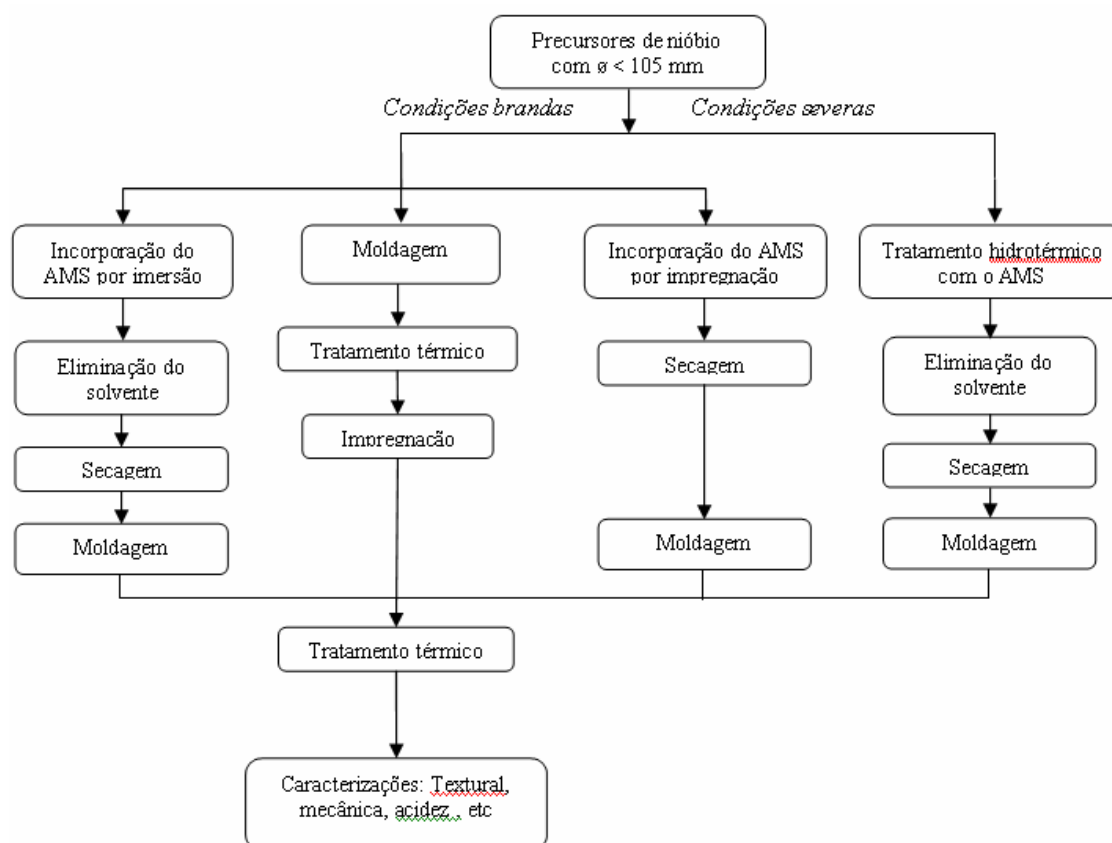 Precursores de nióbio
com ø < 105 mm
Condições brandas
Condições severas
Incorporação do
AMS por imersão
Moldagem
Incorporação do AMS
por impregnação
Tratamento hidrotérmico
com o AMS
Eliminação do
solvente
Tratamento térmico
Secagem
Eliminação do
solvente
Impregnação
Secagem
Secagem
Moldagem
Moldagem
Moldagem
Tratamento térmico
Caracterizações: Textural,
mecânica, acidez , etc